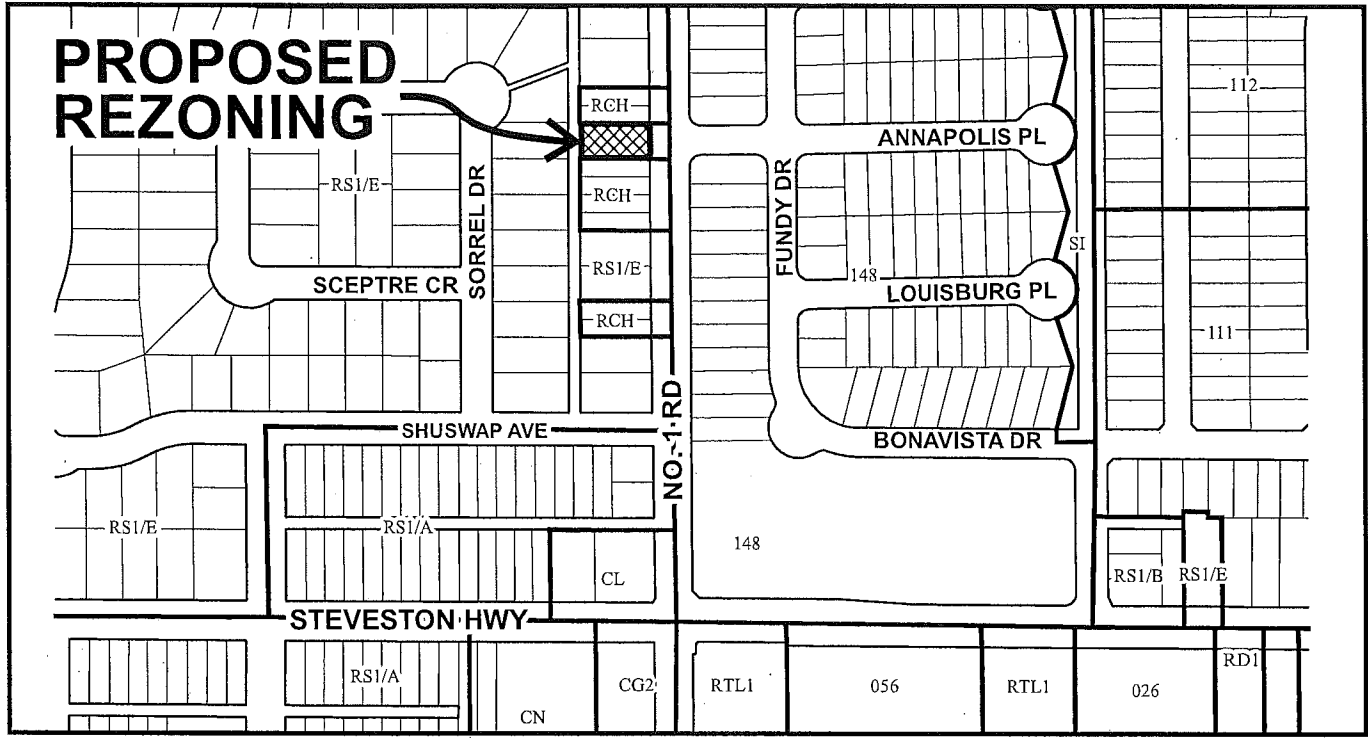 PROPOSED
REZONING
RCH
RS1/E
SORREL DR
RCH
SCEPTRE CR
RS1/E
RCH
FUNDY DR
ANNAPOLIS PL
148
LOUISBURG PL
SI
112
111
SHUSWAP AVE
NO. 1 RD
BONAVISTA DR
RS1/E
RS1/A
CL
148
RS1/B
RS1/E
STEVESTON HWY
RS1/A
CN
CG2
RTL1
056
RTL1
026
RD1